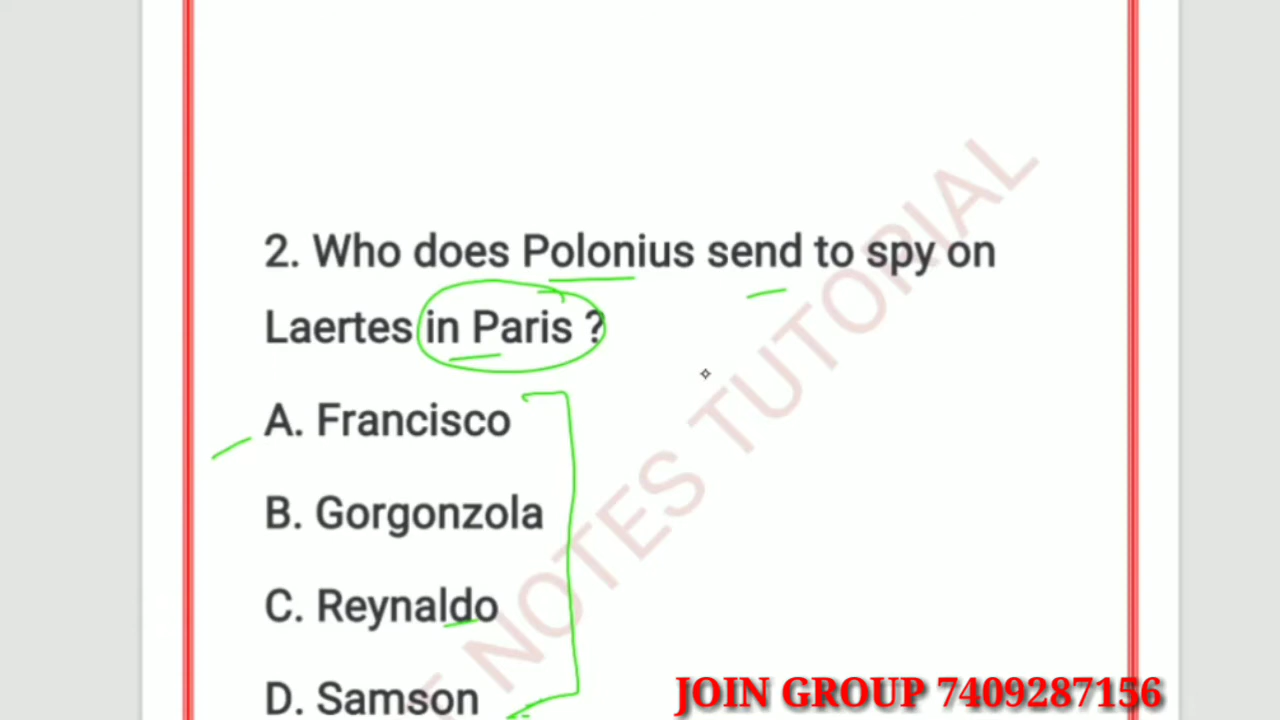 2. Who does Polonius send to spy on
Laertes in Paris ?
A. Francisco
B. Gorgonzola
C. Reynaldo
D. Samson
NOTES TUTORIAL
JOIN GROUP 7409287156